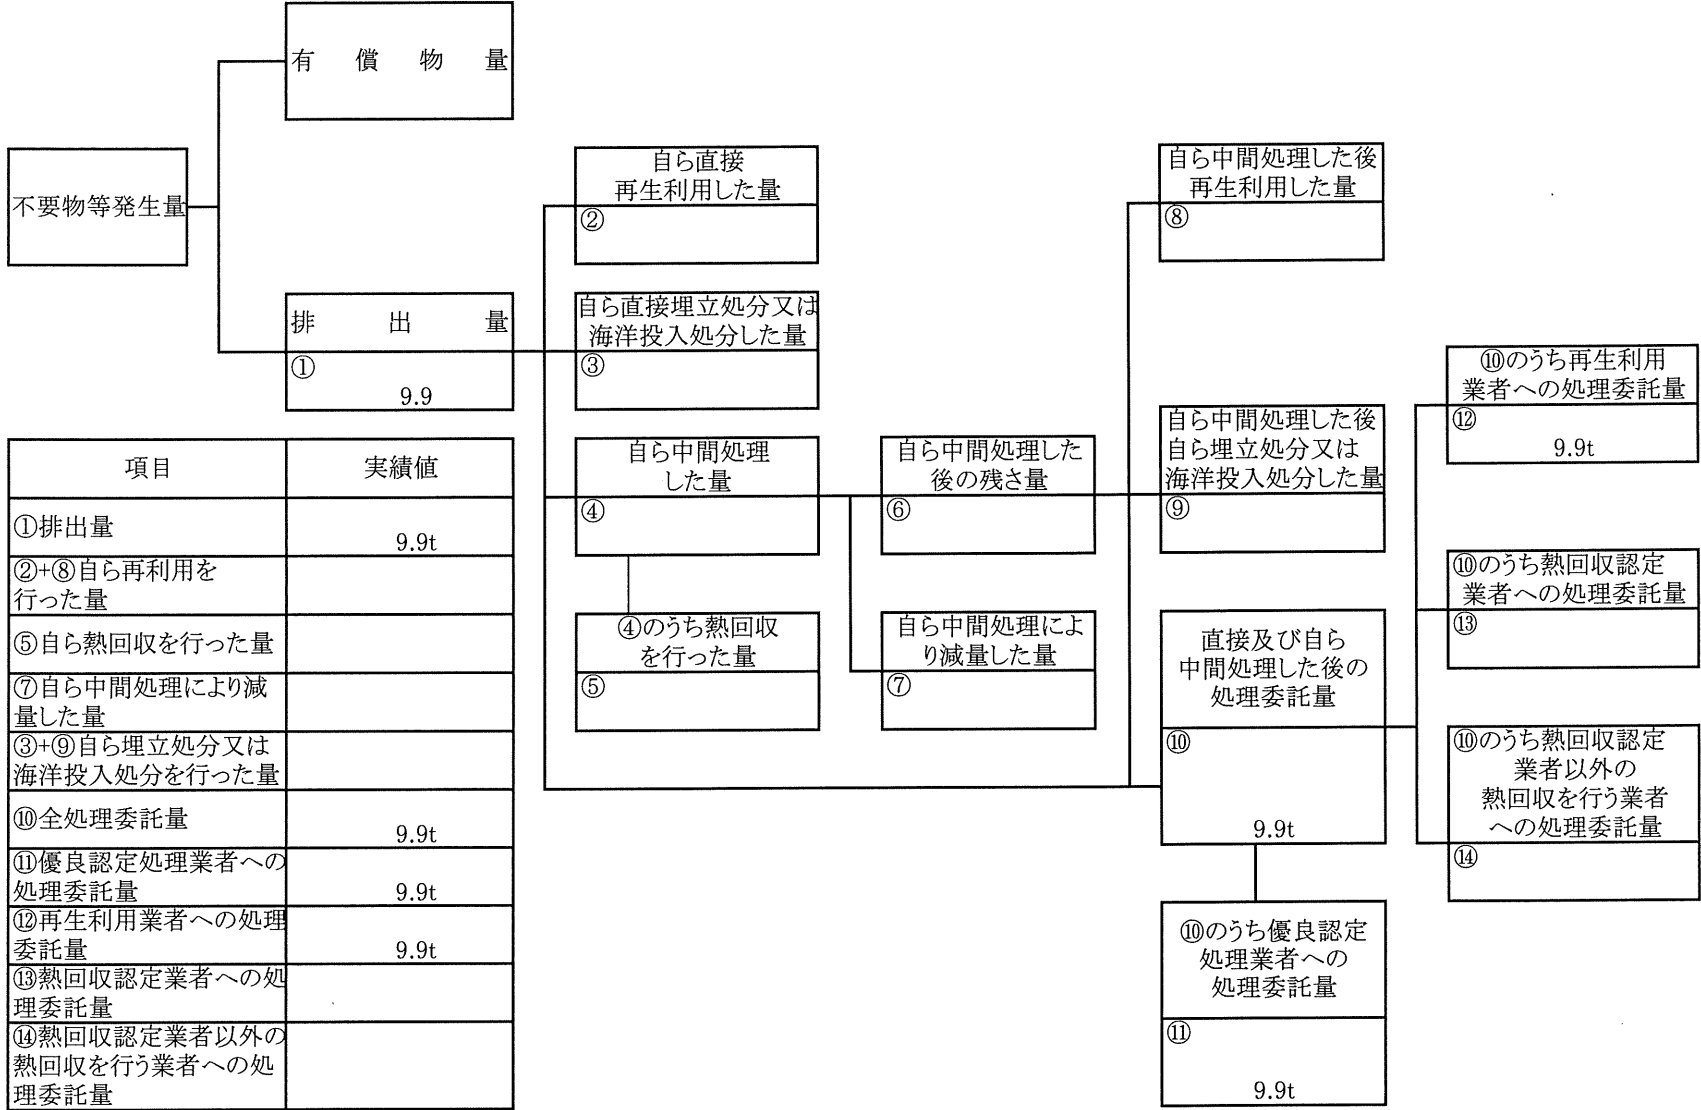 有償物量
不要物等発生量
排出量
①
9.9
自ら直接
再生利用した量
②
自ら直接埋立処分又は
海洋投入処分した量
③
自ら中間処理
した量
④
④のうち熱回収
を行った量
⑤
自ら中間処理した
後の残さ量
⑥
自ら中間処理によ
り減量した量
⑦
自ら中間処理した後
再生利用した量
⑧
自ら中間処理した後
自ら埋立処分又は
海洋投入処分した量
⑨
直接及び自ら
中間処理した後の
処理委託量
⑩
9.9t
⑩のうち優良認定
処理業者への
処理委託量
⑪
9.9t
⑩のうち再生利用
業者への処理委託量
⑫
9.9t
⑩のうち熱回収認定
業者への処理委託量
⑬
⑩のうち熱回収認定
業者以外の
熱回収を行う業者
への処理委託量
⑭
項目 実績値
①排出量
9.9t
②+⑧自ら再利用を
行った量
⑤自ら熱回収を行った量
⑦自ら中間処理により減
量した量
③+⑨自ら埋立処分又は
海洋投入処分を行った量
⑩全処理委託量
9.9t
⑪優良認定処理業者への
処理委託量 9.9t
⑫再生利用業者への処理
委託量 9.9t
⑬熱回収認定業者への処
理委託量
⑭熱回収認定業者以外の
熱回収を行う業者への処
理委託量